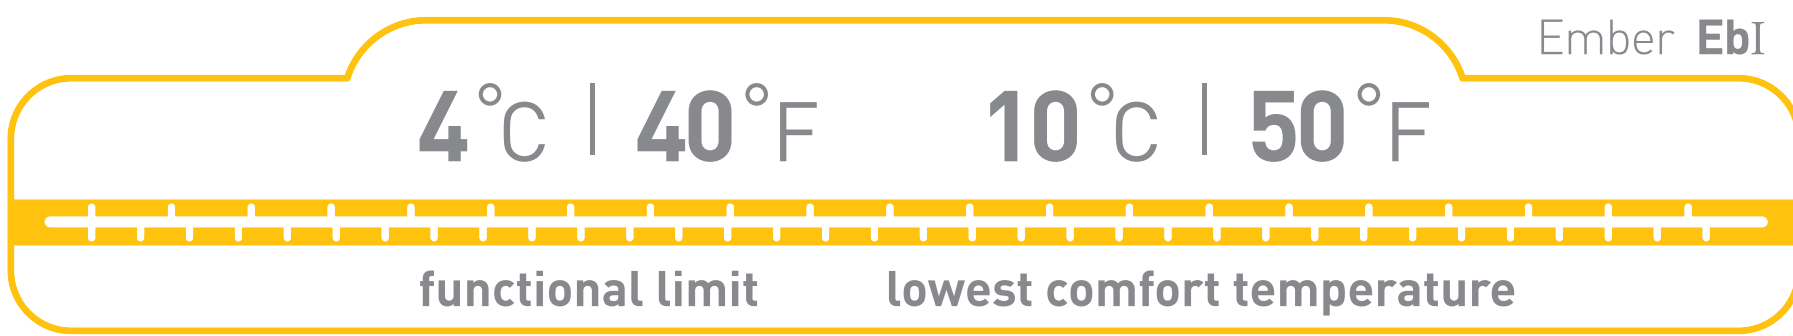 Ember EbI
4°C | 40°F 10°C | 50°F
functional limit lowest comfort temperature